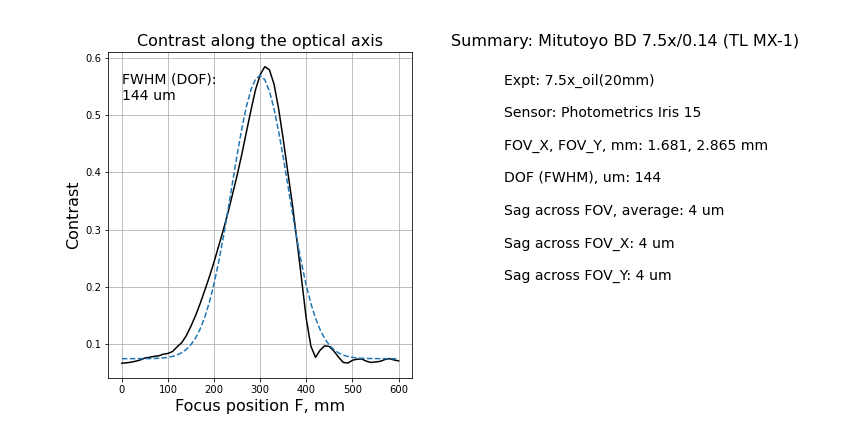 Contrast along the optical axis
FWHM (DOF):
144 um
0.6
0.5
0.4
0.3
0.2
0.1
Contrast
0 100 200 300 400 500 600
Focus position F, mm
Summary: Mitutoyo BD 7.5x/0.14 (TL MX-1)
Expt: 7.5x_oil(20mm)
Sensor: Photometrics Iris 15
FOV_X, FOV_Y, mm: 1.681, 2.865 mm
DOF (FWHM), um: 144
Sag across FOV, average: 4 um
Sag across FOV_X: 4 um
Sag across FOV_Y: 4 um